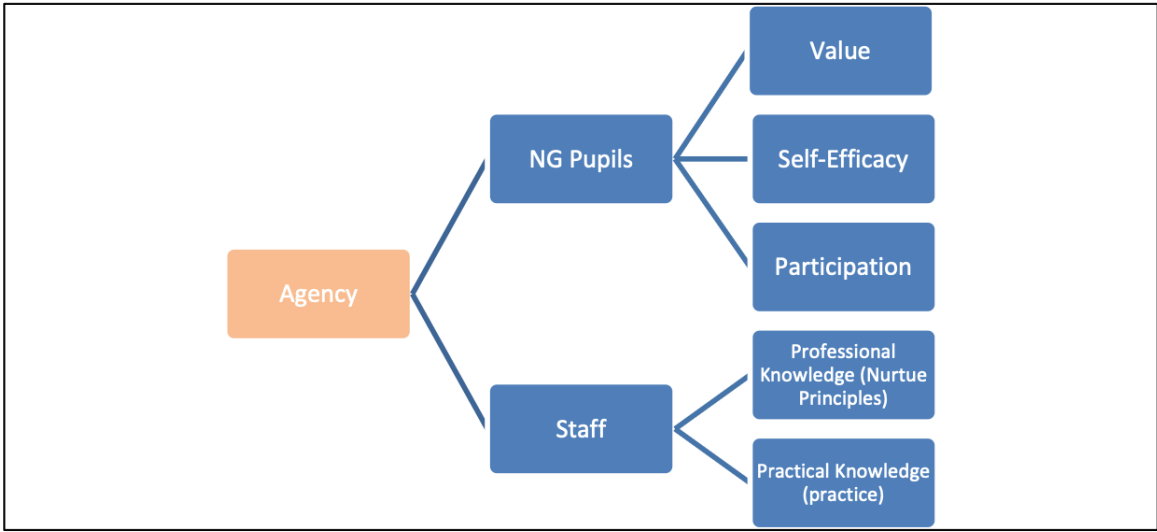 Value
NG Pupils
Self-Efficacy
Participation
Agency
Professional
Knowledge (Nurtue
Principles)
Staff
Practical Knowledge
(practice)